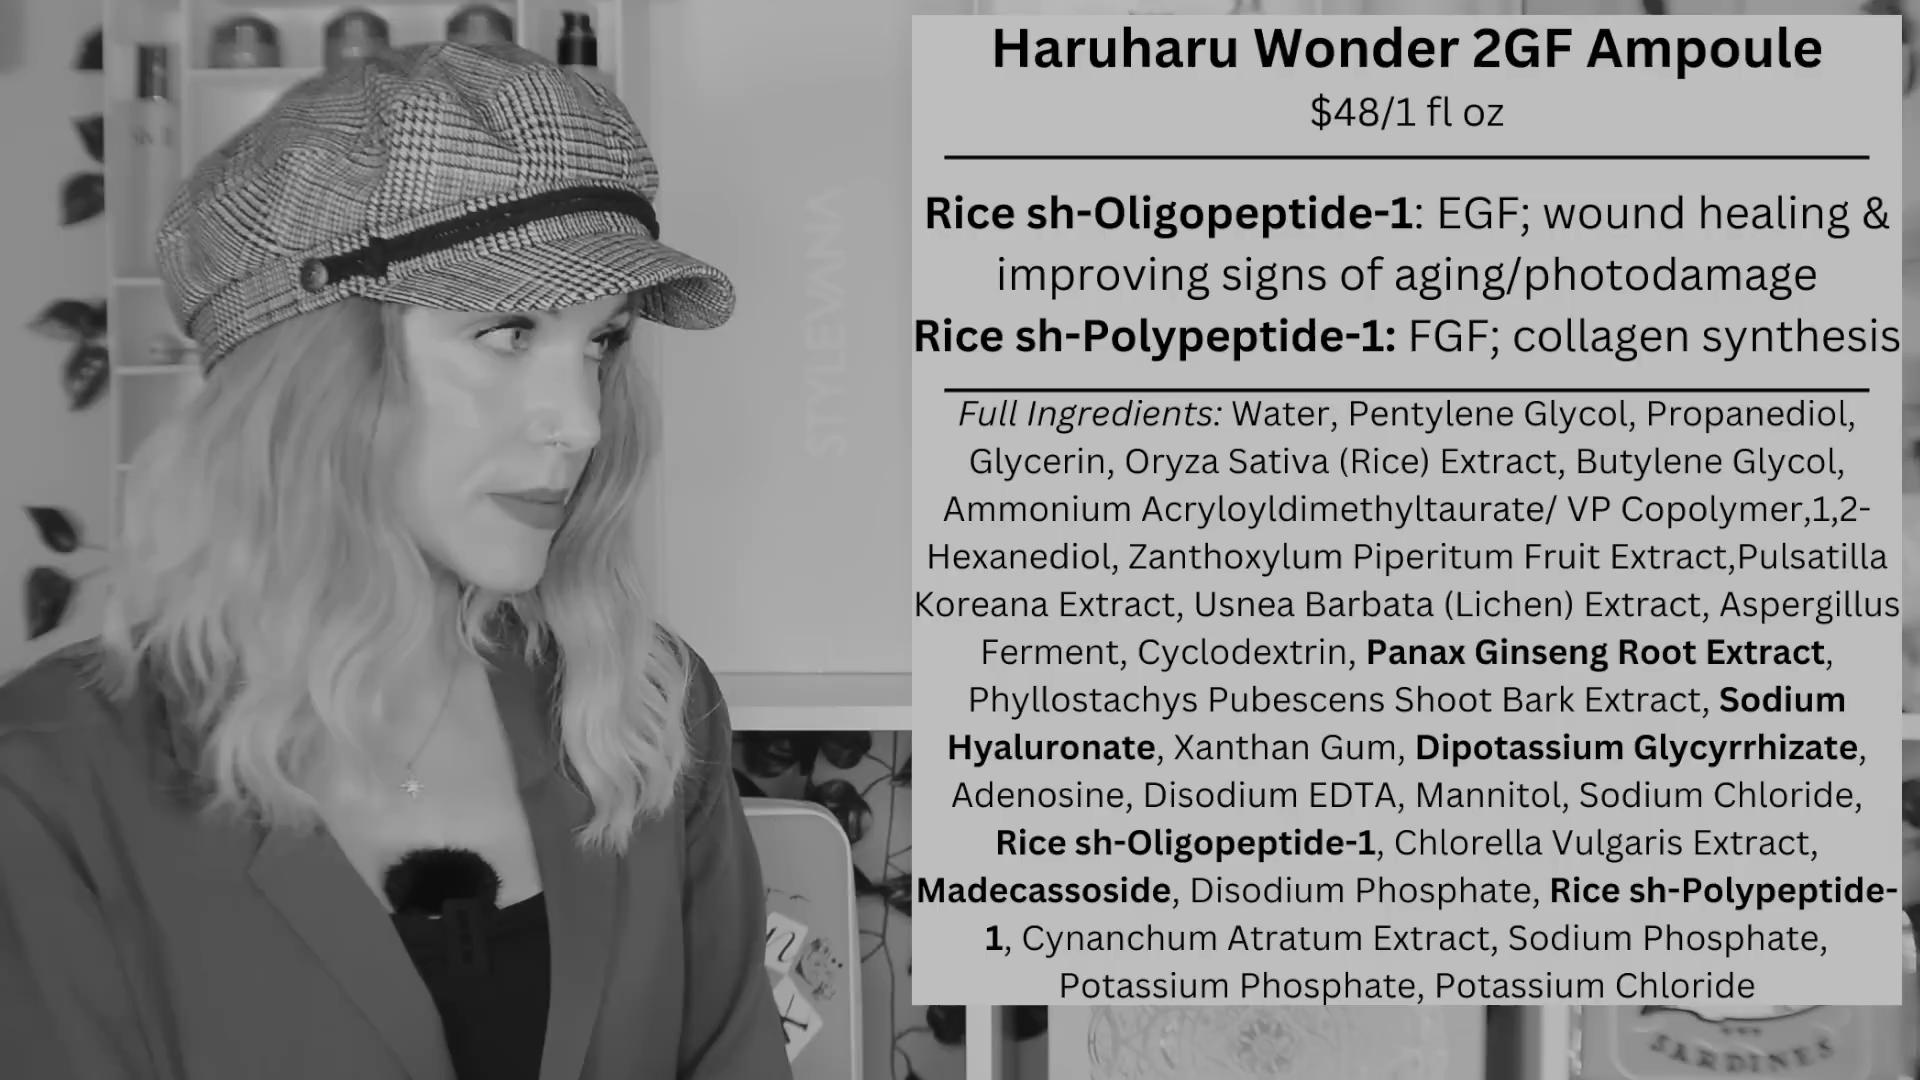 Haruharu Wonder 2GF Ampoule
$48/1 fl oz
Rice sh-Oligopeptide-1: EGF; wound healing &
improving signs of aging/photodamage
Rice sh-Polypeptide-1: FGF; collagen synthesis
Full Ingredients: Water, Pentylene Glycol, Propanediol,
Glycerin, Oryza Sativa (Rice) Extract, Butylene Glycol,
Ammonium Acryloyldimethyltaurate/ VP Copolymer,1,2-
Hexanediol, Zanthoxylum Piperitum Fruit Extract,Pulsatilla
Koreana Extract, Usnea Barbata (Lichen) Extract, Aspergillus
Ferment, Cyclodextrin, Panax Ginseng Root Extract,
Phyllostachys Pubescens Shoot Bark Extract, Sodium
Hyaluronate, Xanthan Gum, Dipotassium Glycyrrhizate,
Adenosine, Disodium EDTA, Mannitol, Sodium Chloride,
Rice sh-Oligopeptide-1, Chlorella Vulgaris Extract,
Madecassoside, Disodium Phosphate, Rice sh-Polypeptide-
1, Cynanchum Atratum Extract, Sodium Phosphate,
Potassium Phosphate, Potassium Chloride
STYLEVANA
SARDINES